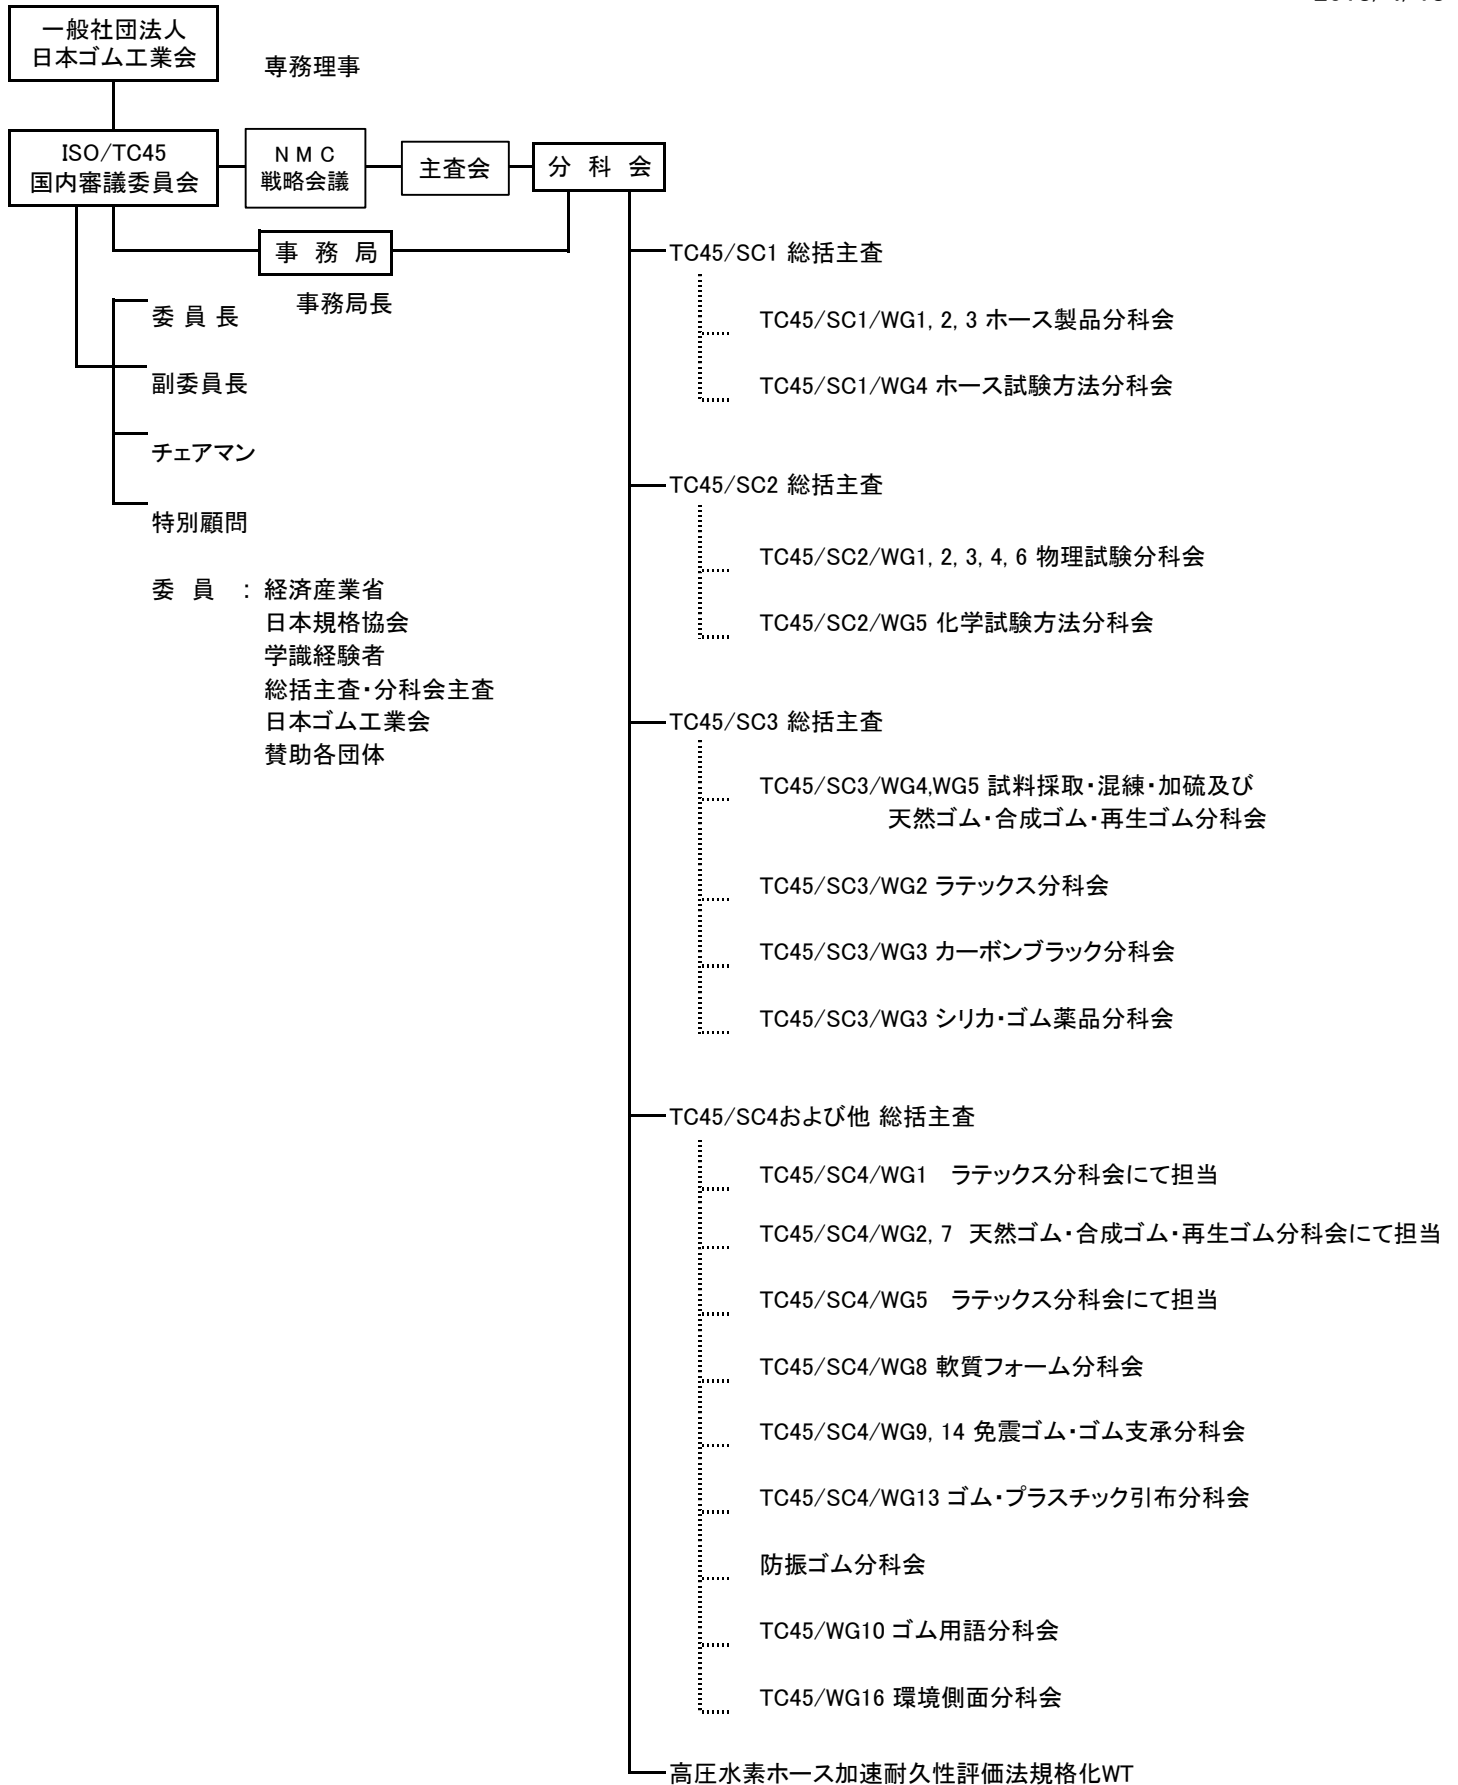 一般社団法人
日本ゴム工業会
専務理事
ISO/TC45
国内審議委員会
N M C
戦略会議
主査会
分 科 会
事 務 局
事務局長
委 員 長
副委員長
チェアマン
特別顧問
委 員 : 経済産業省
日本規格協会
学識経験者
総括主査・分科会主査
日本ゴム工業会
賛助各団体
TC45/SC1 総括主査
TC45/SC1/WG1, 2, 3 ホース製品分科会
TC45/SC1/WG4 ホース試験方法分科会
TC45/SC2 総括主査
TC45/SC2/WG1, 2, 3, 4, 6 物理試験分科会
TC45/SC2/WG5 化学試験方法分科会
TC45/SC3 総括主査
TC45/SC3/WG4,WG5 試料採取・混練・加硫及び
天然ゴム・合成ゴム・再生ゴム分科会
TC45/SC3/WG2 ラテックス分科会
TC45/SC3/WG3 カーボンブラック分科会
TC45/SC3/WG3 シリカ・ゴム薬品分科会
TC45/SC4および他 総括主査
TC45/SC4/WG1 ラテックス分科会にて担当
TC45/SC4/WG2, 7 天然ゴム・合成ゴム・再生ゴム分科会にて担当
TC45/SC4/WG5 ラテックス分科会にて担当
TC45/SC4/WG8 軟質フォーム分科会
TC45/SC4/WG9, 14 免震ゴム・ゴム支承分科会
TC45/SC4/WG13 ゴム・プラスチック引布分科会
防振ゴム分科会
TC45/WG10 ゴム用語分科会
TC45/WG16 環境側面分科会
高圧水素ホース加速耐久性評価法規格化WT